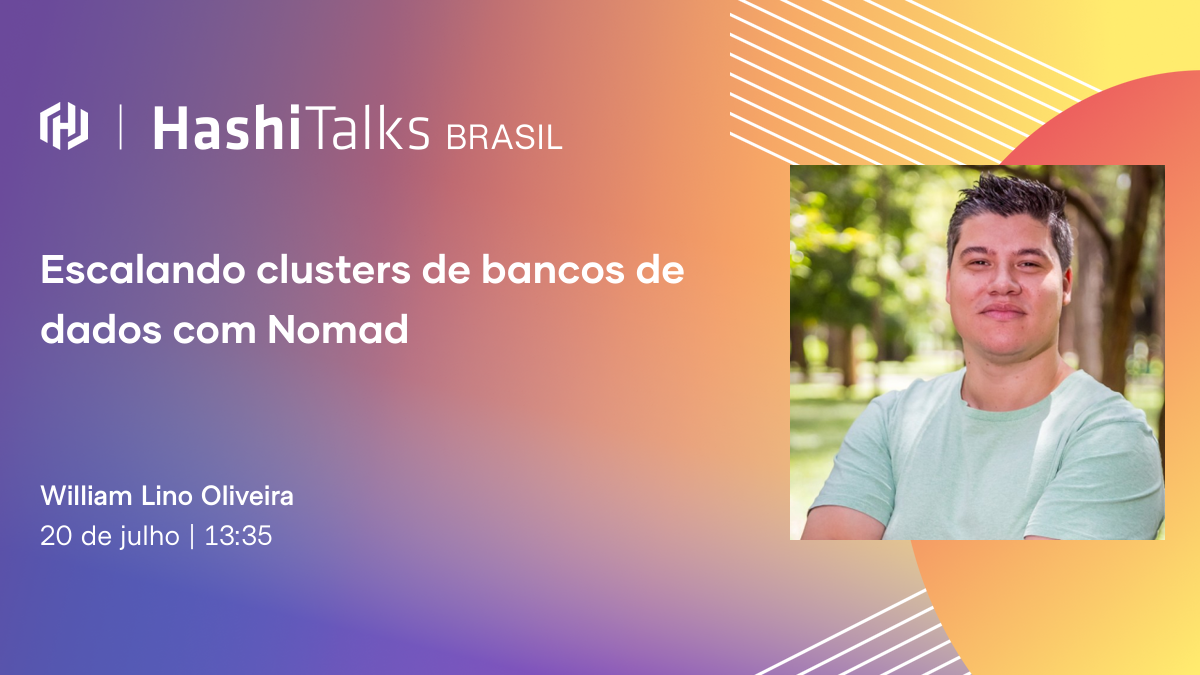 HashiTalks BRASIL
Escalando clusters de bancos de
dados com Nomad
William Lino Oliveira
20 de julho | 13:35